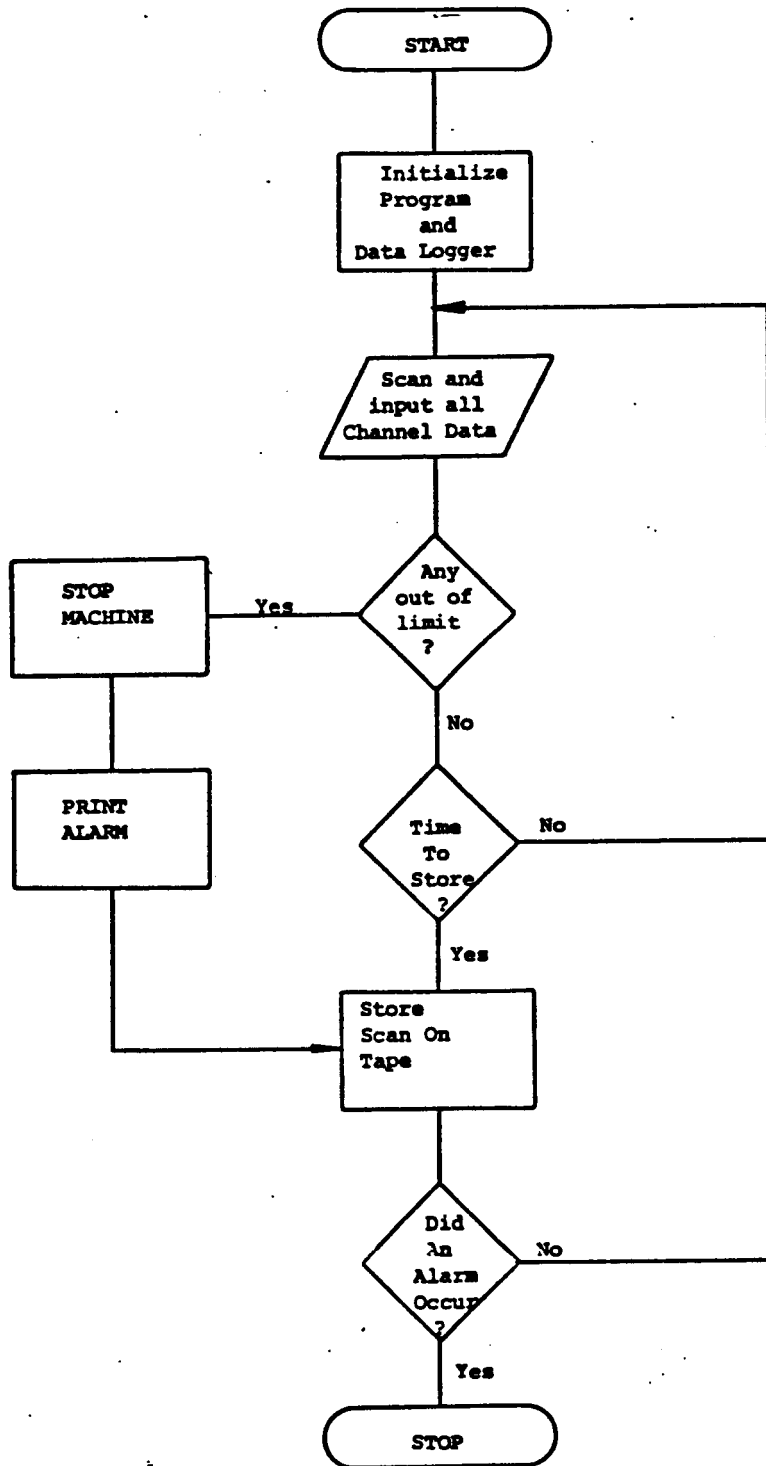 START
Initialize
Program
and
Data Logger
Scan and
input all
Channel Data
Any
out of
limit
?
Yes
STOP
MACHINE
PRINT
ALARM
No
Time
To
Store
?
No
Yes
Store
Scan On
Tape
Did
An
Alarm
Occur
?
No
Yes
STOP